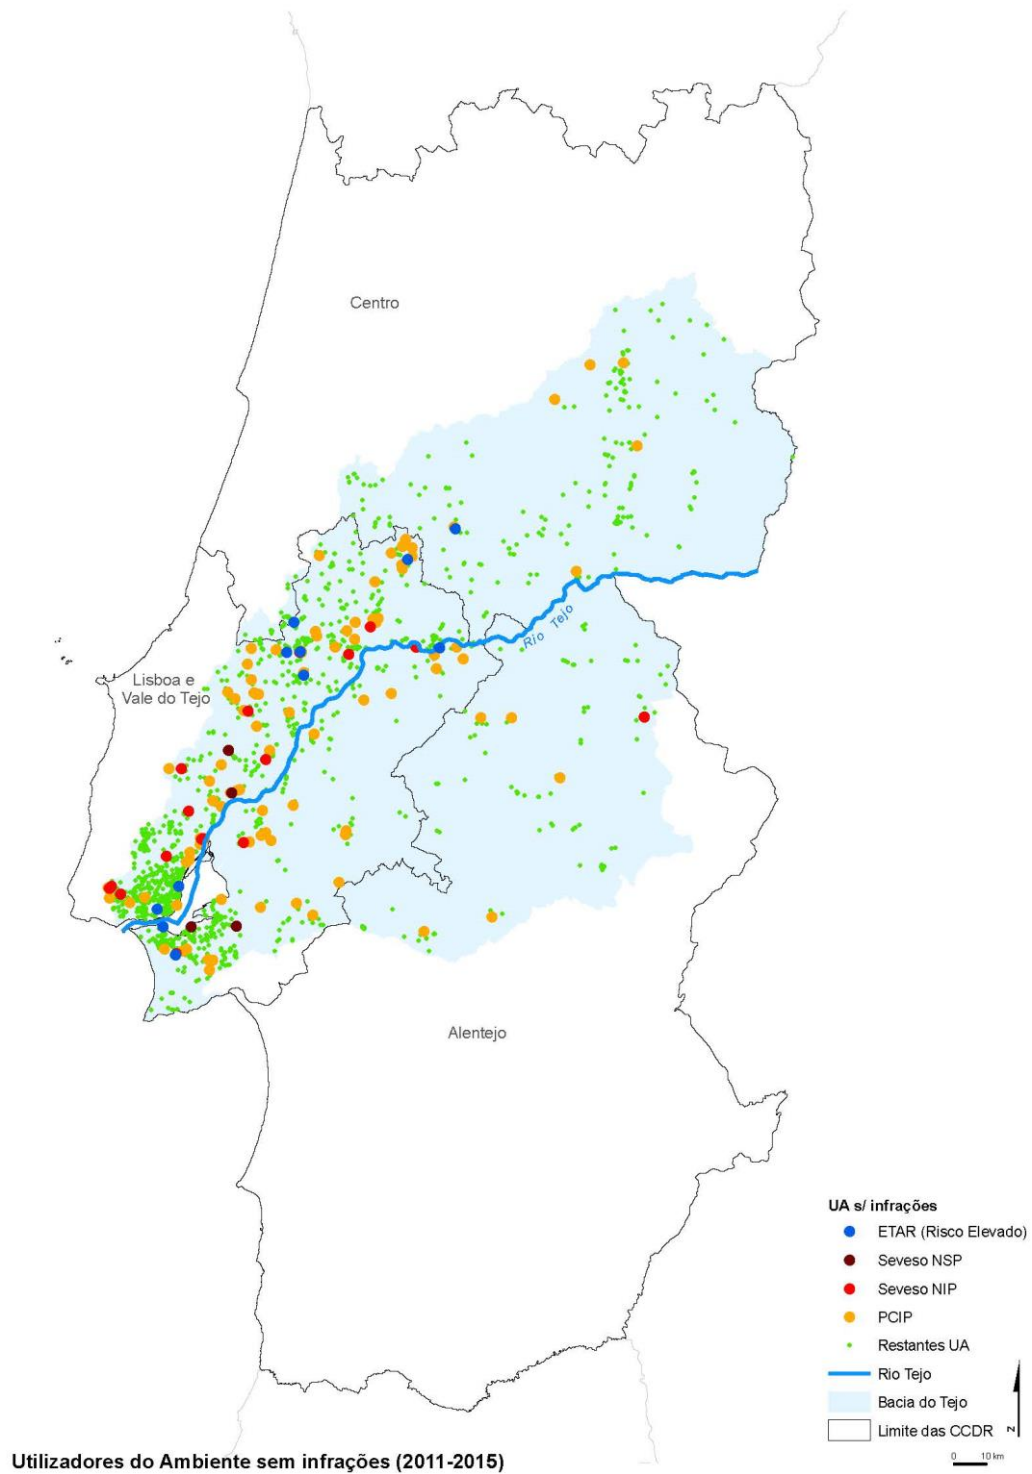 Centro
Rio Tejo
Lisboa e
Vale do Tejo
Alentejo
UA s/ infrações
ETAR (Risco Elevado)
Seveso NSP
Seveso NIP
PCIP
Restantes UA
Rio Tejo
Bacia do Tejo
Limite das CCDR
N
0 10 km
Utilizadores do Ambiente sem infrações (2011-2015)